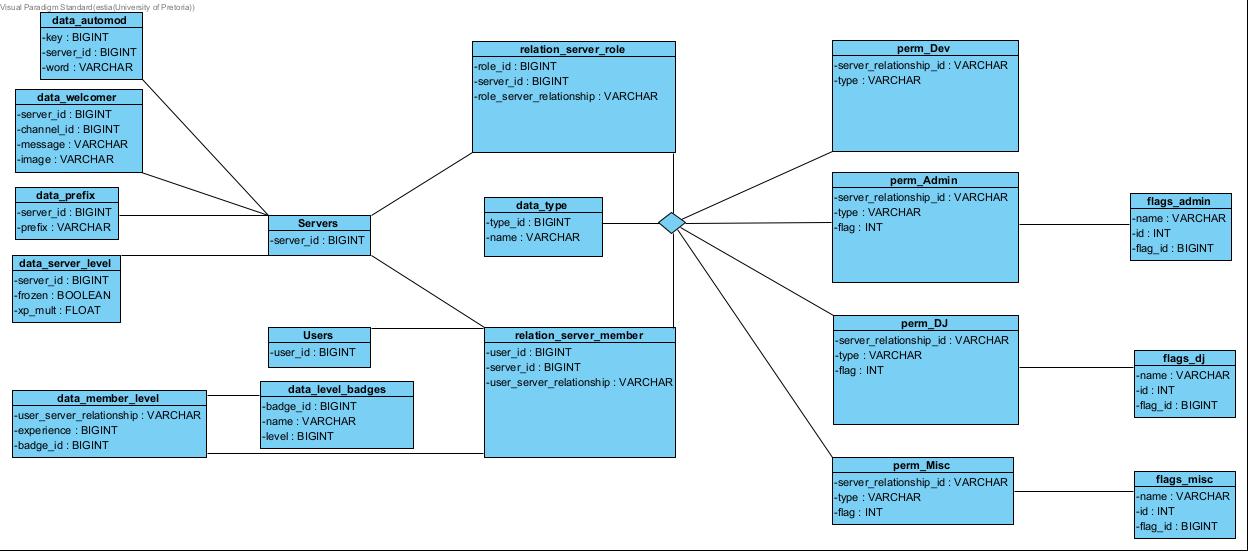 Visual Paradigm Standard(estia(University of Pretoria))
data_automod
-key : BIGINT
-server_id : BIGINT
-word : VARCHAR
data_welcomer
-server_id : BIGINT
-channel_id : BIGINT
-message : VARCHAR
-image : VARCHAR
data_prefix
-server_id : BIGINT
-prefix : VARCHAR
data_server_level
-server_id : BIGINT
-frozen : BOOLEAN
-xp_mult : FLOAT
Servers
-server_id : BIGINT
Users
-user_id : BIGINT
data_member_level
-user_server_relationship : VARCHAR
-experience : BIGINT
-badge_id : BIGINT
data_level_badges
-badge_id : BIGINT
-name : VARCHAR
-level : BIGINT
relation_server_role
-role_id : BIGINT
-server_id : BIGINT
-role_server_relationship : VARCHAR
data_type
-type_id : BIGINT
-name : VARCHAR
relation_server_member
-user_id : BIGINT
-server_id : BIGINT
-user_server_relationship : VARCHAR
perm_Dev
-server_relationship_id : VARCHAR
-type : VARCHAR
perm_Admin
-server_relationship_id : VARCHAR
-type : VARCHAR
-flag : INT
perm_DJ
-server_relationship_id : VARCHAR
-type : VARCHAR
-flag : INT
perm_Misc
-server_relationship_id : VARCHAR
-type : VARCHAR
-flag : INT
flags_admin
-name : VARCHAR
-id : INT
-flag_id : BIGINT
flags_dj
-name : VARCHAR
-id : INT
-flag_id : BIGINT
flags_misc
-name : VARCHAR
-id : INT
-flag_id : BIGINT